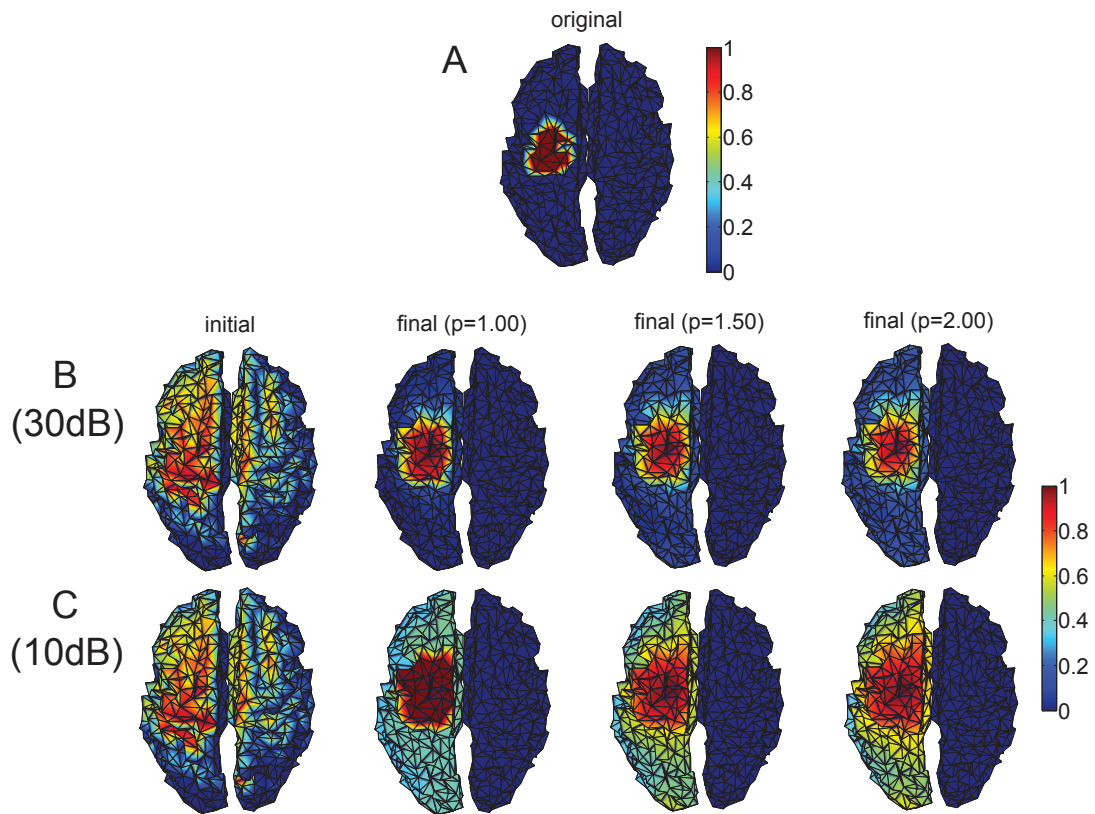 original
A
1
0.8
0.6
0.4
0.2
0
initial
final (p=1.00)
final (p=1.50)
final (p=2.00)
B
(30dB)
C
(10dB)
1
0.8
0.6
0.4
0.2
0